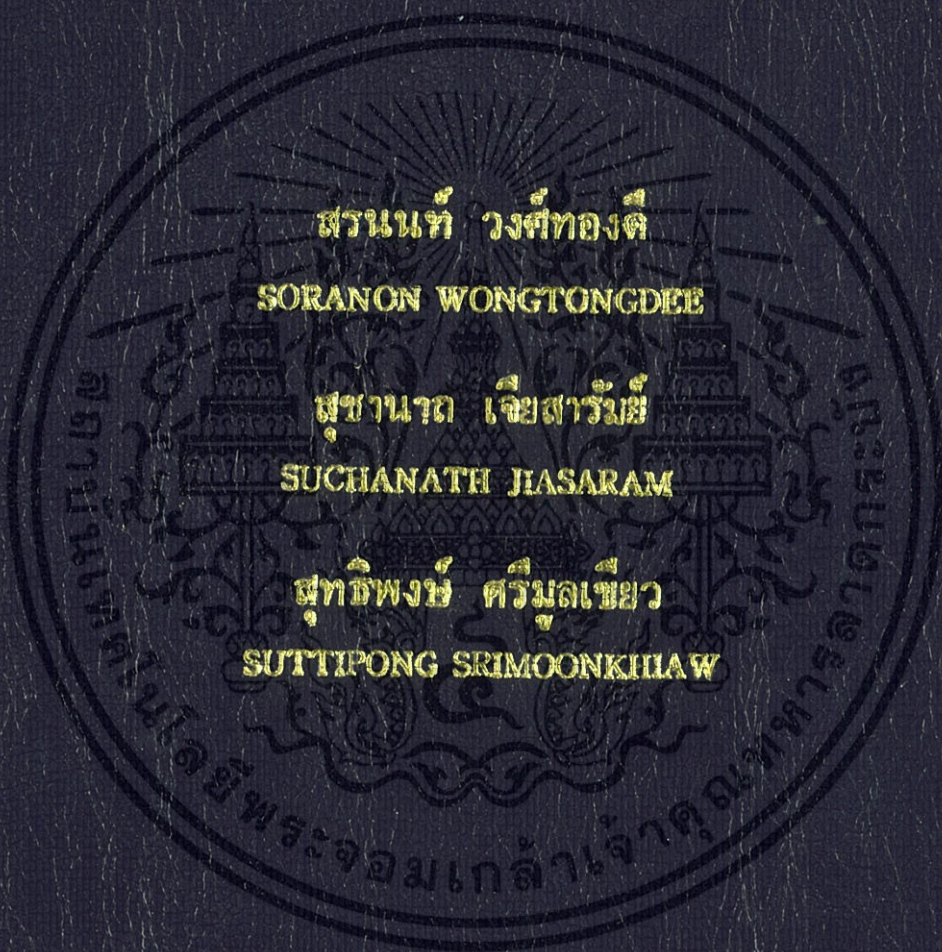 สรนนท์ วงศ์ทองดี
SORANON WONGTONGDEE
สุชานาถ เจียสารัมย์
SUCHANATH JIASARAM
สุทธิพงษ์ ศรีมูลเขียว
SUTTIPONG SRIMOONKHIAW
สถาบันเทคโนโลยีพระจอมเกล้าเจ้าคุณทหารลาดกระบัง